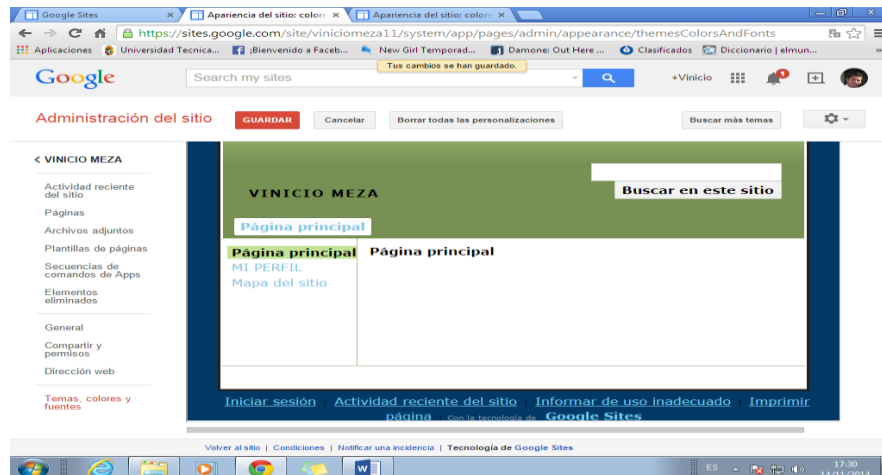 Google Sites
Apariencia del sitio: color
Apariencia del sitio: color
https://sites.google.com/site/viniciomeza11/system/app/pages/admin/appearance/themesColorsAndFonts
Aplicaciones Universidad Tecnica... ¡Bienvenido a Faceb... New Girl Temporad... Damone: Out Here ... Clasificados Diccionario | elmun... »
Tus cambios se han guardado.
Google Search my sites +Vinicio 1
Administración del sitio GUARDAR Cancelar Borrar todas las personalizaciones Buscar más temas
< VINICIO MEZA
Actividad reciente
del sitio
Páginas
Archivos adjuntos
Plantillas de páginas
Secuencias de
comandos de Apps
Elementos
eliminados
General
Compartir y
permisos
Dirección web
Temas, colores y
fuentes
VINICIO MEZA
Buscar en este sitio
Página principal
Página principal
MI PERFIL
Mapa del sitio
Página principal
Iniciar sesión | Actividad reciente del sitio | Informar de uso inadecuado | Imprimir
página | Con la tecnología de Google Sites
Volver al sitio | Condiciones | Notificar una incidencia | Tecnología de Google Sites
ES
17:30
14/11/2014